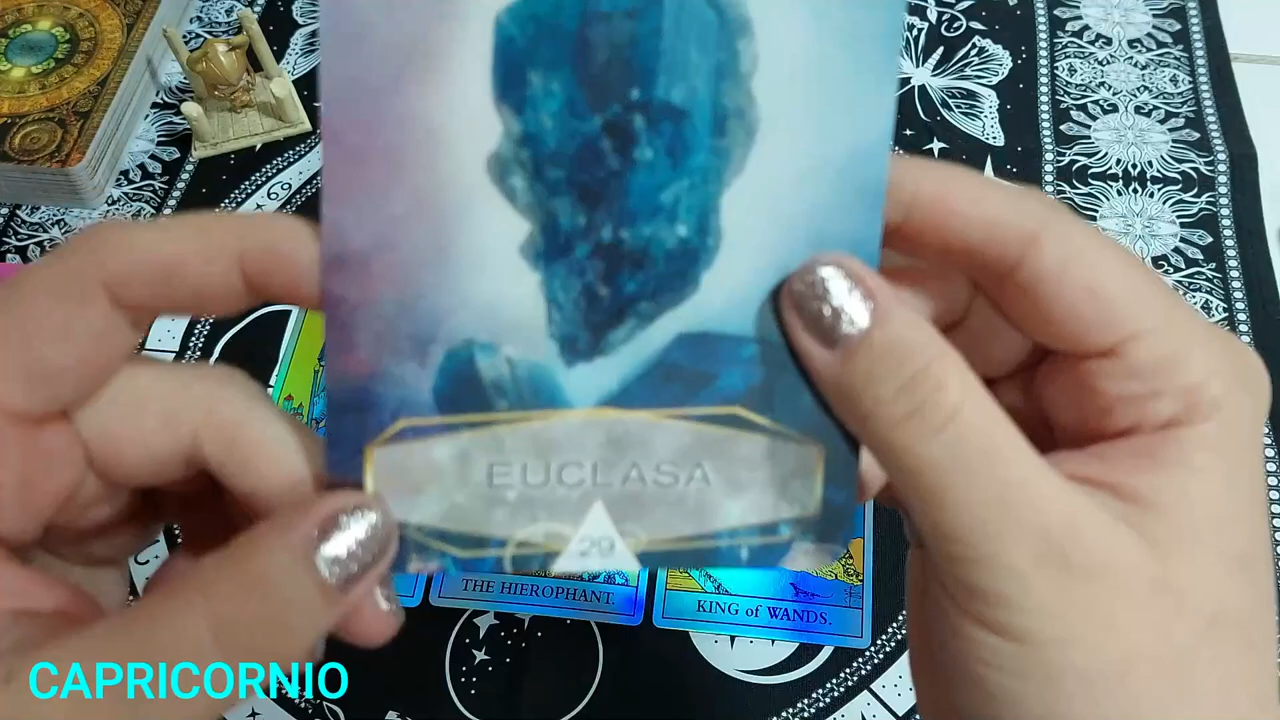 EUCLASA
29
THE HIEROPHANT.
KING of WANDS.
CAPRICORNIO